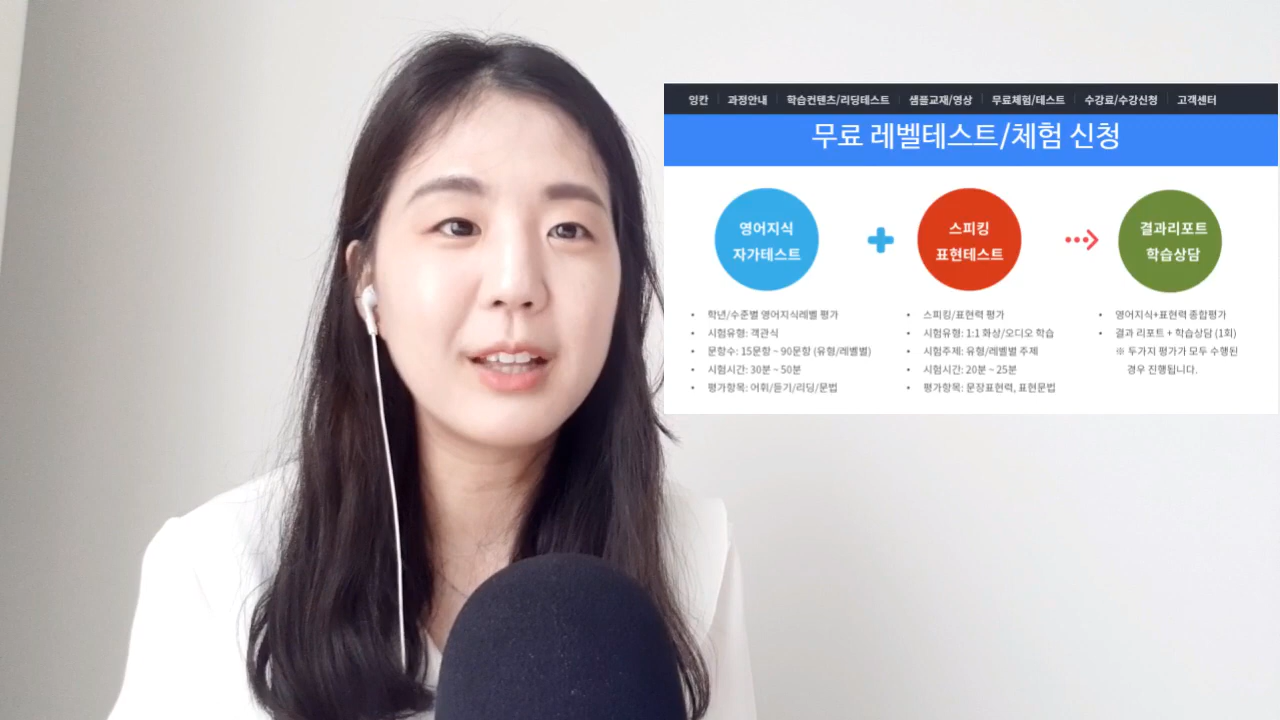 잉칸 과정안내 학습컨텐츠/리딩테스트 샘플교재/영상 무료체험/테스트 수강료/수강신청 고객센터
무료 레벨테스트/체험 신청
영어지식
자가테스트
스피킹
표현테스트
결과리포트
학습상담
• 학년/수준별 영어지식레벨 평가
• 시험유형: 객관식
• 문항수: 15문항 ~ 90문항 (유형/레벨별)
• 시험시간: 30분 ~ 50분
• 평가항목: 어휘/듣기/리딩/문법
• 스피킹/표현력 평가
• 시험유형: 1:1 화상/오디오 학습
• 시험주제: 유형/레벨별 주제
• 시험시간: 20분 ~ 25분
• 평가항목: 문장표현력, 표현문법
• 영어지식+표현력 종합평가
• 결과 리포트 + 학습상담 (1회)
※ 두가지 평가가 모두 수행된
경우 진행됩니다.